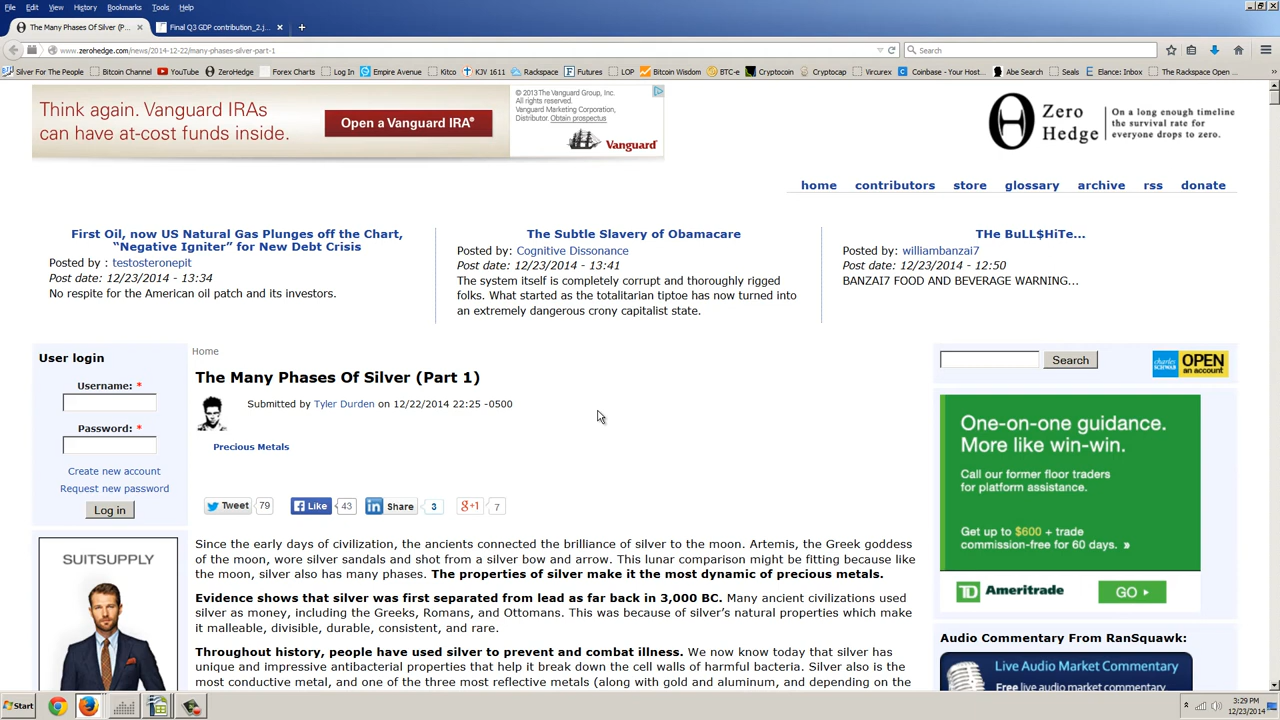 File Edit View History Bookmarks Tools Help
The Many Phases Of Silver (P...
Final Q3 GDP contribution_2.j...
www.zerohedge.com/news/2014-12-22/many-phases-silver-part-1
Search
Silver For The People
Bitcoin Channel
YouTube
ZeroHedge
Forex Charts
Log In
Empire Avenue
Kitco
KJV 1611
Rackspace
Futures
LOP
Bitcoin Wisdom
BTC-e
Cryptocoin
Cryptocap
Vircurex
Coinbase - Your Host...
Abe Search
Seals
Elance: Inbox
The Rackspace Open ...
Think again. Vanguard IRAs
can have at-cost funds inside.
Open a Vanguard IRA®
© 2013 The Vanguard Group, Inc.
All rights reserved.
Vanguard Marketing Corporation,
Distributor. Obtain prospectus
Vanguard
Zero
Hedge
On a long enough timeline
the survival rate for
everyone drops to zero.
home contributors store glossary archive rss donate
First Oil, now US Natural Gas Plunges off the Chart,
“Negative Igniter” for New Debt Crisis
Posted by : testosteronepit
Post date: 12/23/2014 - 13:34
No respite for the American oil patch and its investors.
The Subtle Slavery of Obamacare
Posted by: Cognitive Dissonance
Post date: 12/23/2014 - 13:41
The system itself is completely corrupt and thoroughly rigged
folks. What started as the totalitarian tiptoe has now turned into
an extremely dangerous crony capitalist state.
THe BuLL$HiTe...
Posted by: williambanzai7
Post date: 12/23/2014 - 12:50
BANZAI7 FOOD AND BEVERAGE WARNING...
User login
Username: *
Password: *
Create new account
Request new password
Log in
SUITSUPPLY
Home
The Many Phases Of Silver (Part 1)
Submitted by Tyler Durden on 12/22/2014 22:25 -0500
Precious Metals
Tweet 79
Like 43
Share 3
g+1 7
Since the early days of civilization, the ancients connected the brilliance of silver to the moon. Artemis, the Greek goddess
of the moon, wore silver sandals and shot from a silver bow and arrow. This lunar comparison might be fitting because like
the moon, silver also has many phases. The properties of silver make it the most dynamic of precious metals.
Evidence shows that silver was first separated from lead as far back in 3,000 BC. Many ancient civilizations used
silver as money, including the Greeks, Romans, and Ottomans. This was because of silver’s natural properties which make
it malleable, divisible, durable, consistent, and rare.
Throughout history, people have used silver to prevent and combat illness. We now know today that silver has
unique and impressive antibacterial properties that help it break down the cell walls of harmful bacteria. Silver also is the
most conductive metal, and one of the three most reflective metals (along with gold and aluminum, and depending on the
Search
charles SCHWAB
OPEN
an account
One-on-one guidance.
More like win-win.
Call our former floor traders
for platform assistance.
Get up to $600 + trade
commission-free for 60 days. »
TD Ameritrade
GO
Audio Commentary From RanSquawk:
Live Audio Market Commentary
Free live audio market commentary
Start
3:29 PM
12/23/2014